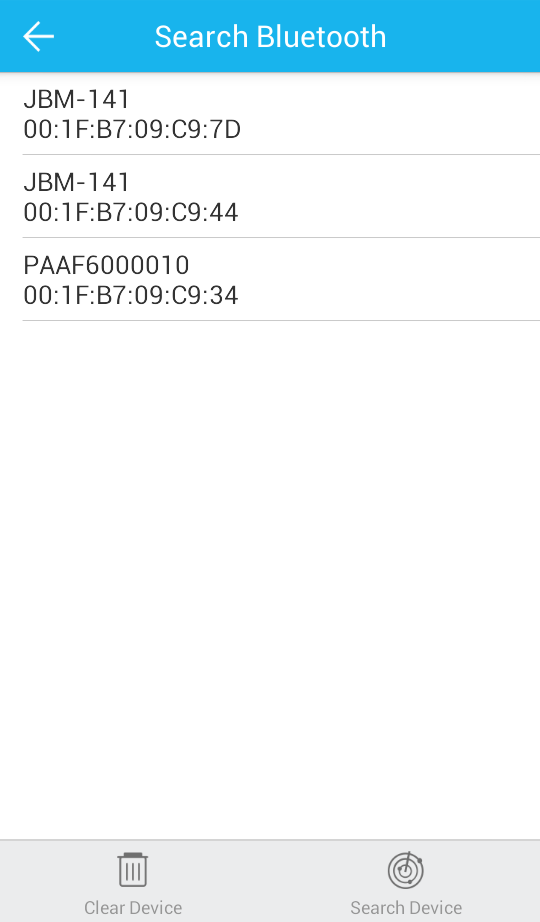 Search Bluetooth
JBM-141
00:1F:B7:09:C9:7D
JBM-141
00:1F:B7:09:C9:44
PAAF6000010
00:1F:B7:09:C9:34
Clear Device
Search Device